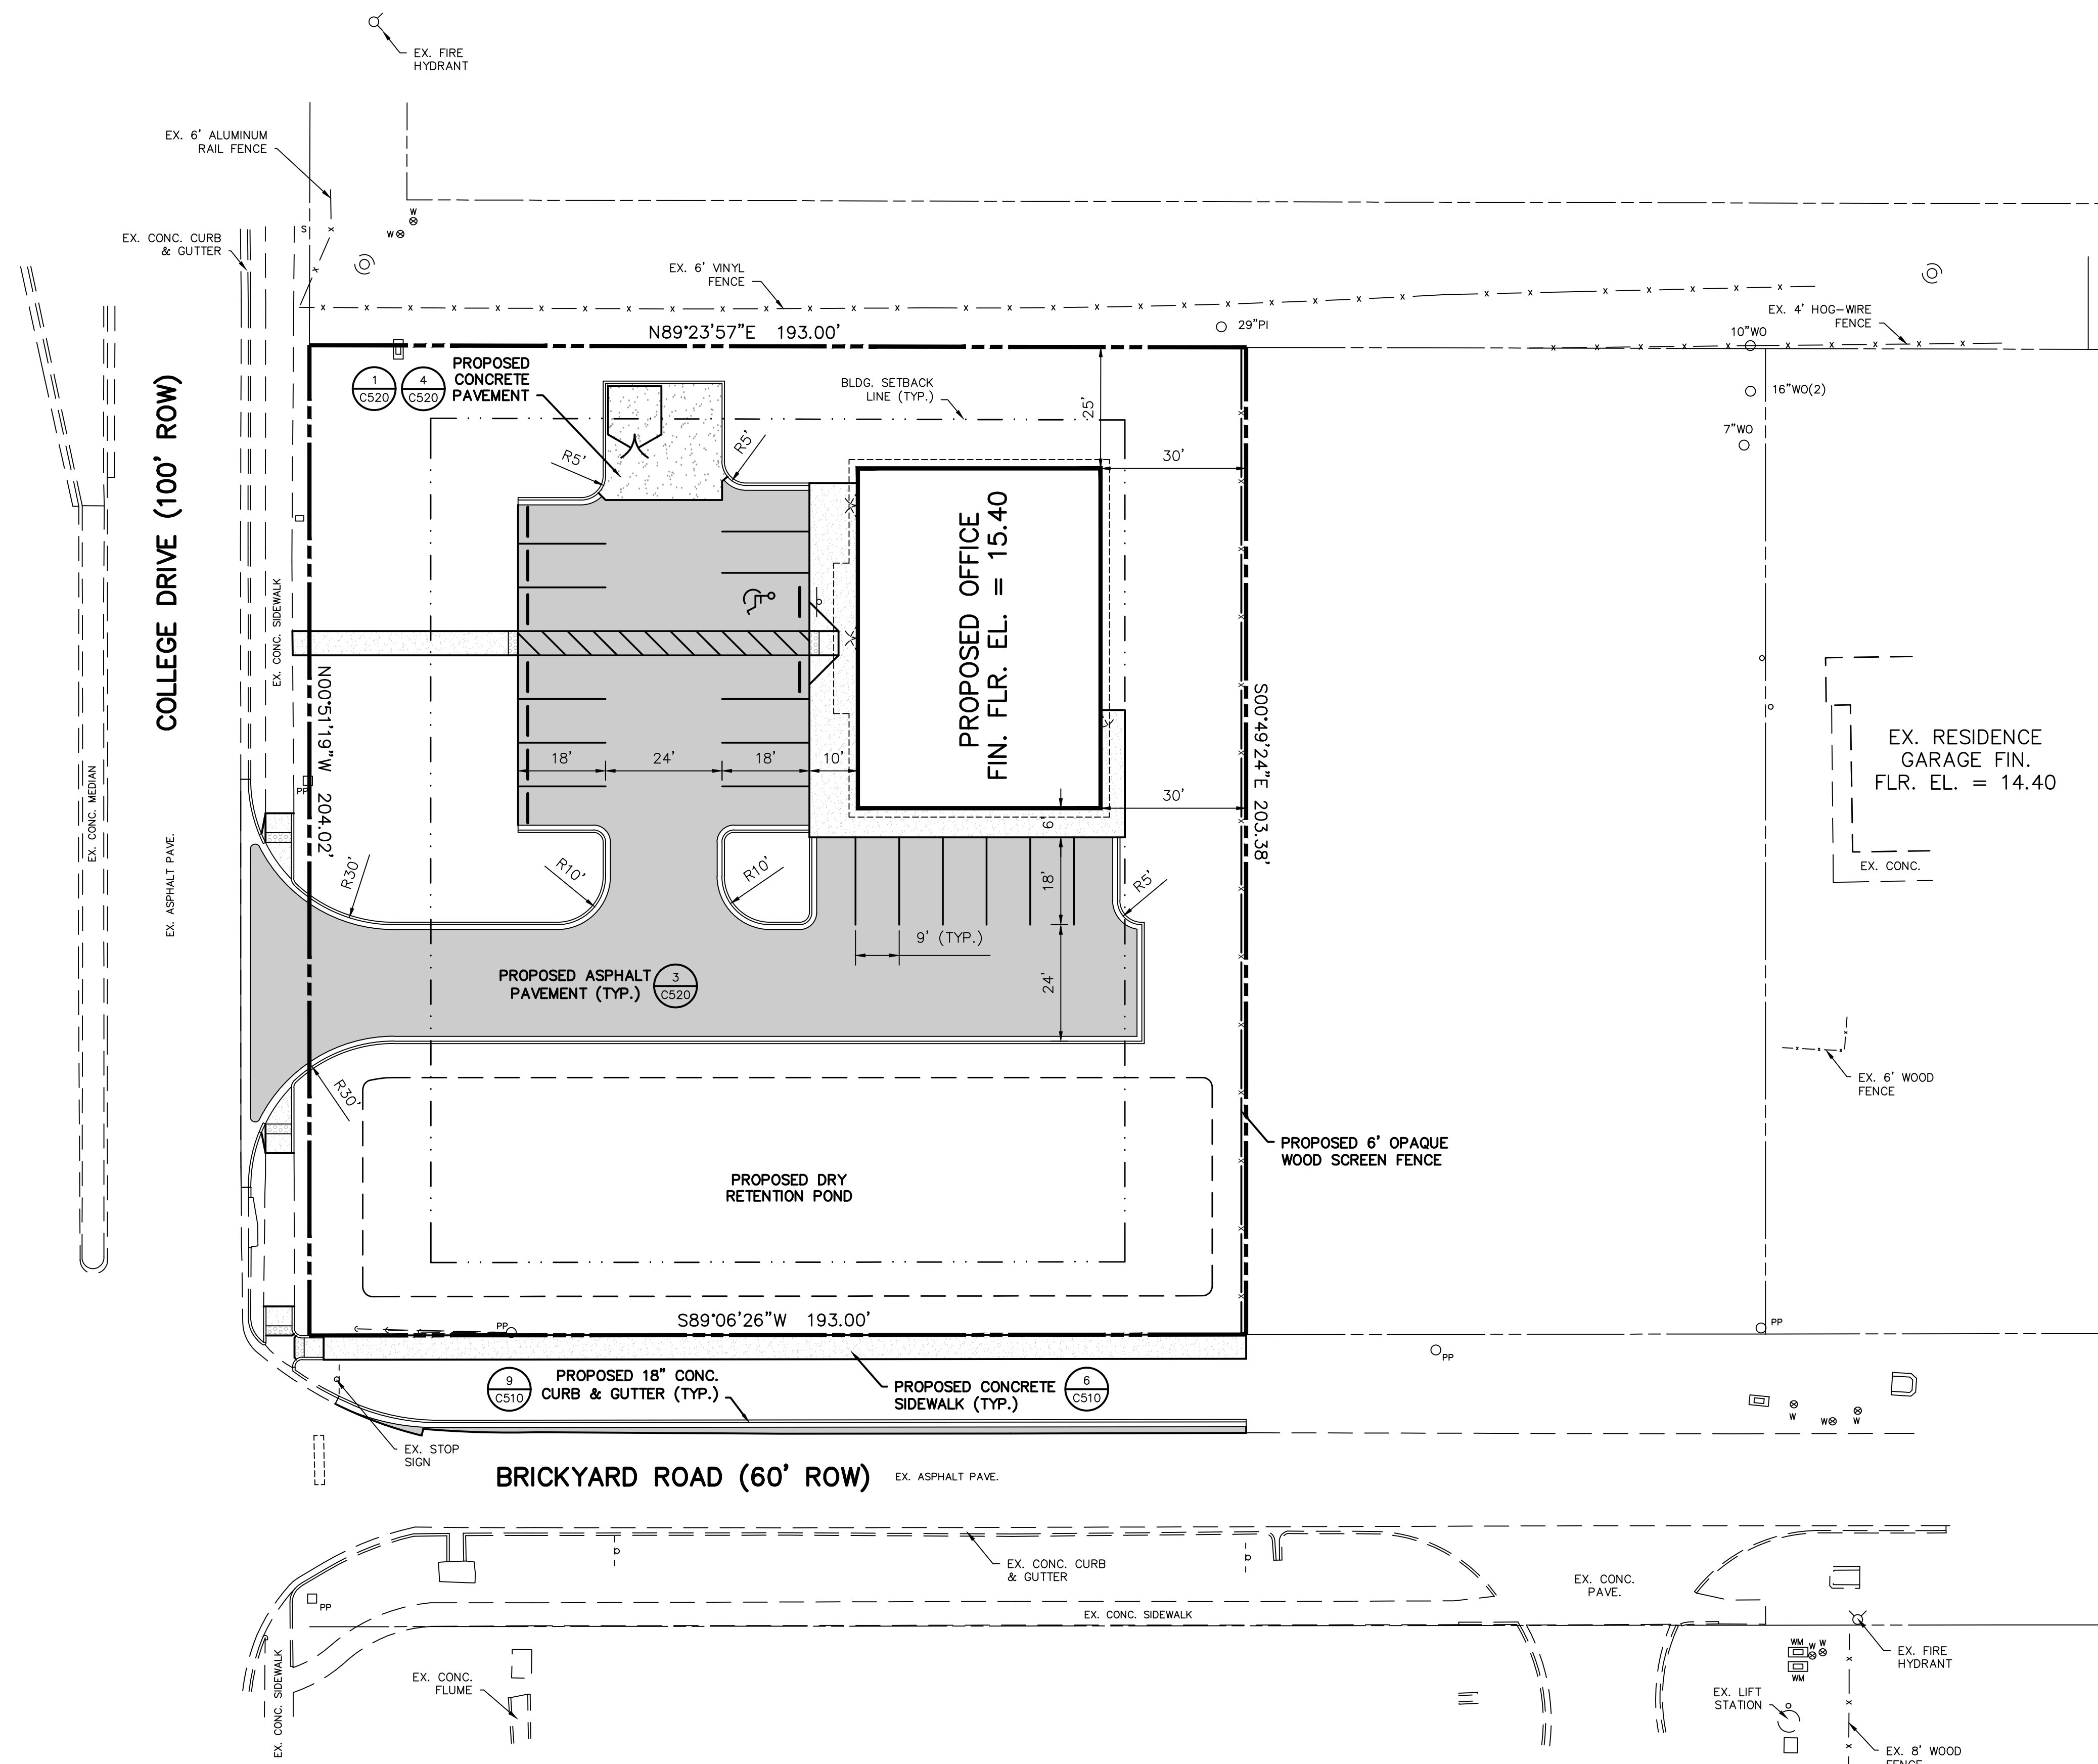 EX. FIRE
HYDRANT
EX. 6' ALUMINUM
RAIL FENCE
W
W
S
EX. CONC. CURB
& GUTTER
EX. 6' VINYL
FENCE
N89°23'57"E 193.00'
29"PI
EX. 4' HOG-WIRE
FENCE
10"WO
16"WO(2)
7"WO
1
C520
4
C520
PROPOSED
CONCRETE
PAVEMENT
BLDG. SETBACK
LINE (TYP.)
25'
R5'
R5'
30'
COLLEGE DRIVE (100' ROW)
EX. CONC. SIDEWALK
PROPOSED OFFICE
FIN. FLR. EL. = 15.40
N00°51'19"W 204.02'
S00°49'24"E 203.38'
EX. RESIDENCE
GARAGE FIN.
FLR. EL. = 14.40
EX. CONC.
EX. CONC. MEDIAN
EX. ASPHALT PAVE.
PP
18'
24'
18'
10'
30'
6'
R30'
R10'
R10'
18'
R5'
9' (TYP.)
24'
PROPOSED ASPHALT
PAVEMENT (TYP.)
3
C520
R30'
EX. 6' WOOD
FENCE
PROPOSED 6' OPAQUE
WOOD SCREEN FENCE
PROPOSED DRY
RETENTION POND
S89°06'26"W 193.00'
PP
PP
PP
9
C510
PROPOSED 18" CONC.
CURB & GUTTER (TYP.)
PROPOSED CONCRETE
SIDEWALK (TYP.)
6
C510
W
W
W
EX. STOP
SIGN
BRICKYARD ROAD (60' ROW)
EX. ASPHALT PAVE.
EX. CONC. CURB
& GUTTER
EX. CONC.
PAVE.
PP
EX. CONC. SIDEWALK
EX. CONC. SIDEWALK
EX. CONC.
FLUME
WM
W
W
WM
EX. FIRE
HYDRANT
EX. LIFT
STATION
EX. 8' WOOD
FENCE